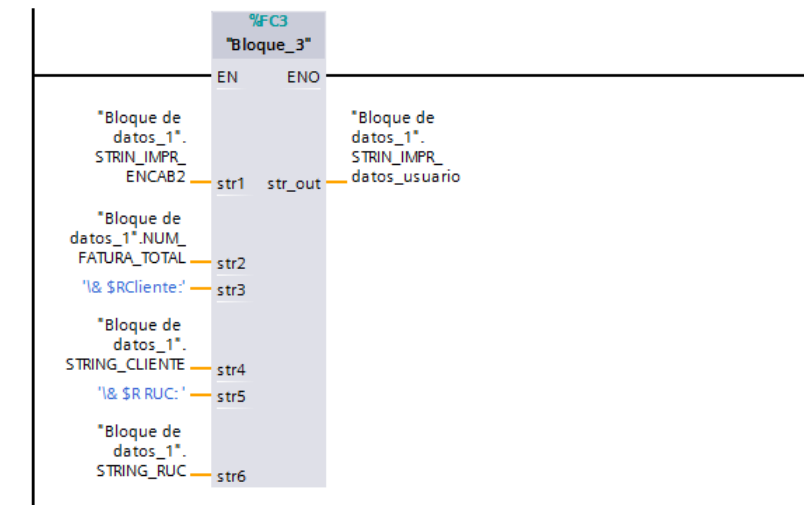 %FC3
"Bloque_3"
EN ENO
"Bloque de
datos_1".
STRIN_IMPR_
ENCAB2
str1
"Bloque de
datos_1".
STRIN_IMPR_
datos_usuario
str_out
"Bloque de
datos_1".NUM_
FATURA_TOTAL
str2
'\& $RCliente:'
str3
"Bloque de
datos_1".
STRING_CLIENTE
str4
'\& $R RUC: '
str5
"Bloque de
datos_1".
STRING_RUC
str6